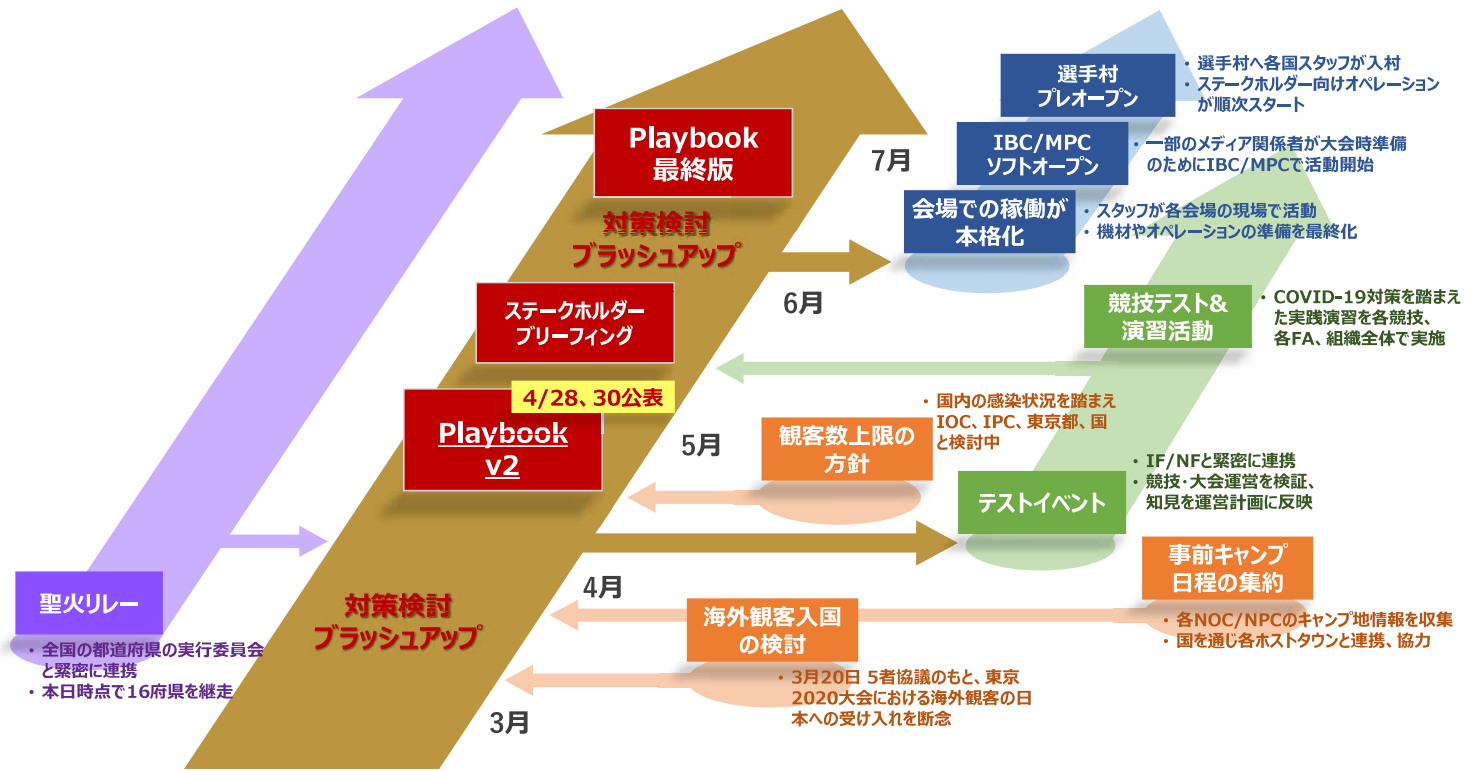 選手村
プレオープン
・選手村へ各国スタッフが入村
・ステークホルダー向けオペレーション
が順次スタート
Playbook
最終版
7月
IBC/MPC
ソフトオープン
・一部のメディア関係者が大会時準備
のためにIBC/MPCで活動開始
会場での稼働が
本格化
・スタッフが各会場の現場で活動
・機材やオペレーションの準備を最終化
対策検討
ブラッシュアップ
6月
ステークホルダー
ブリーフィング
競技テスト&
演習活動
・COVID-19対策を踏まえ
た実践演習を各競技、
各FA、組織全体で実施
4/28、30公表
Playbook
v2
5月
観客数上限の
方針
・国内の感染状況を踏まえ
IOC、IPC、東京都、国
と検討中
テストイベント
・IF/NFと緊密に連携
・競技・大会運営を検証、
知見を運営計画に反映
聖火リレー
・全国の都道府県の実行委員会
と緊密に連携
・本日時点で16府県を継走
対策検討
ブラッシュアップ
4月
事前キャンプ
日程の集約
・各NOC/NPCのキャンプ地情報を収集
・国を通じ各ホストタウンと連携、協力
海外観客入国
の検討
・3月20日 5者協議のもと、東京
2020大会における海外観客の日
本への受け入れを断念
3月